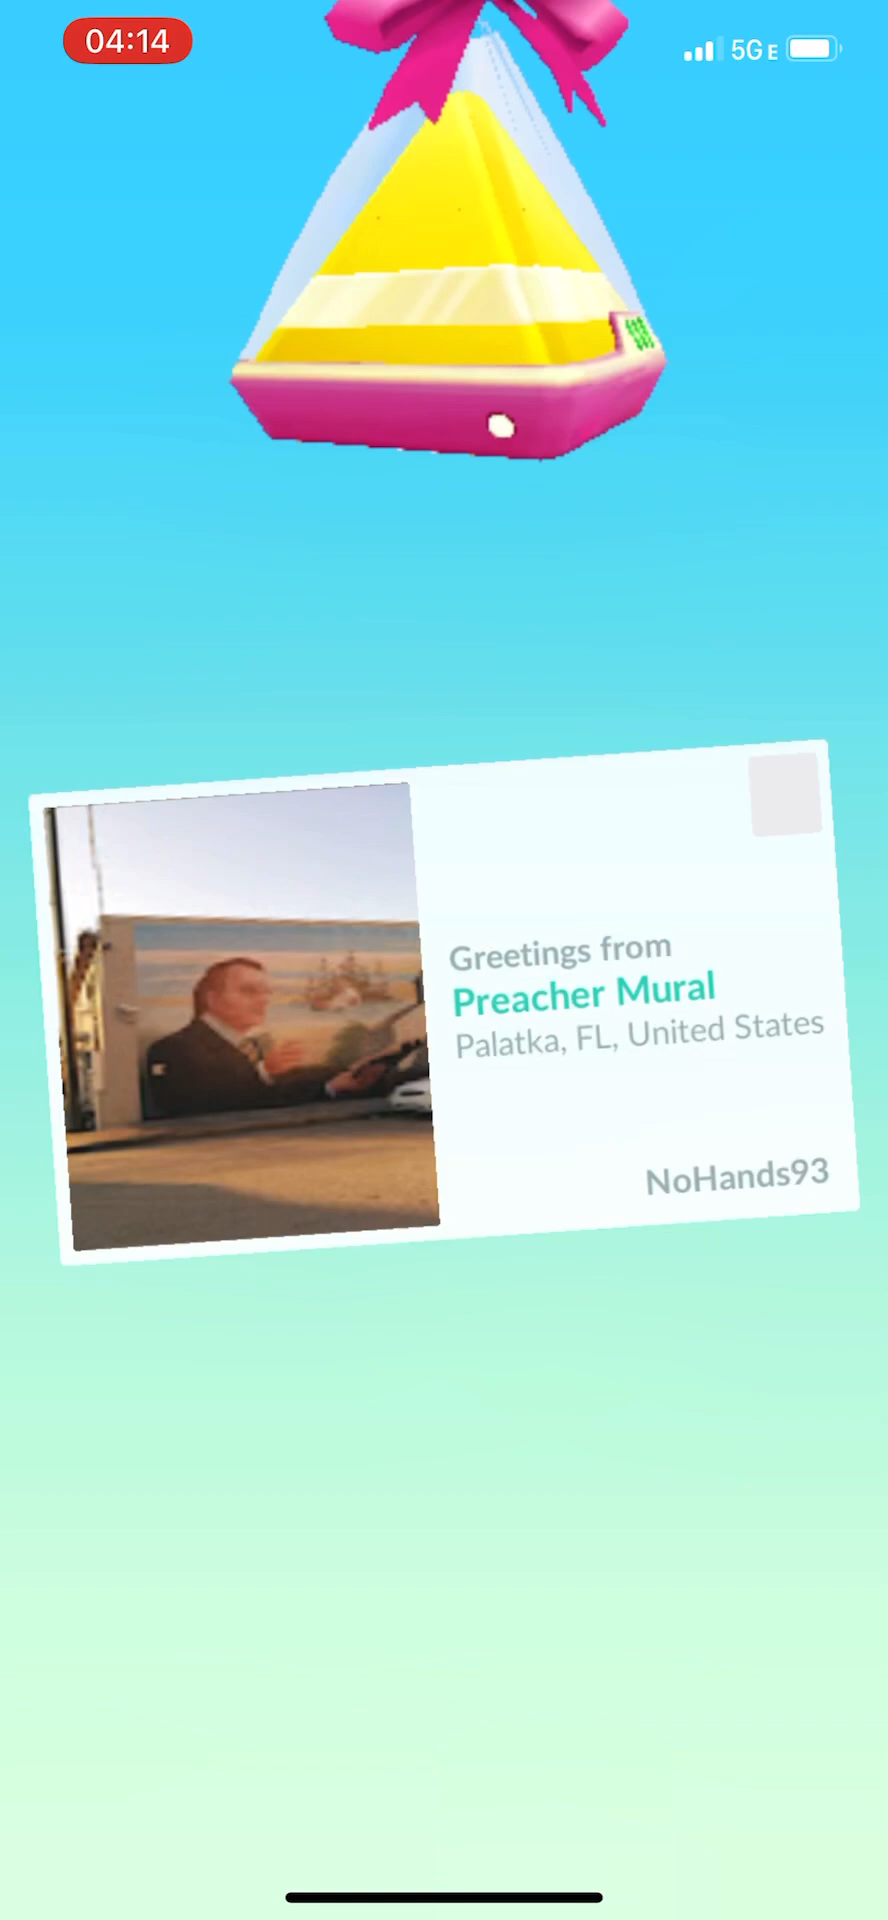 04:14
5G E
Greetings from
Preacher Mural
Palatka, FL, United States
NoHands93